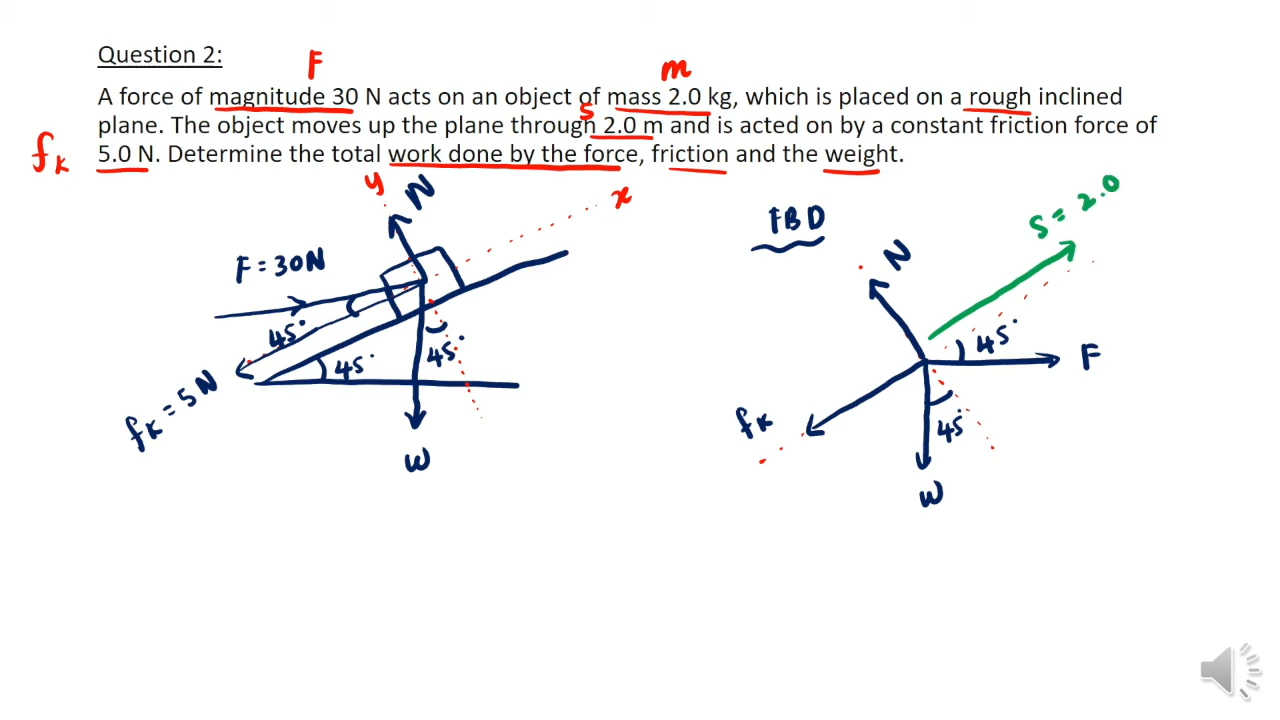 Question 2:
F
m
A force of magnitude 30 N acts on an object of mass 2.0 kg, which is placed on a rough inclined
s
plane. The object moves up the plane through 2.0 m and is acted on by a constant friction force of
fK
5.0 N. Determine the total work done by the force, friction and the weight.
y
N
x
FBD
S = 2.0
F = 30N
N
45°
45°
45°
45°
F
fK = 5N
fK
45°
W
W